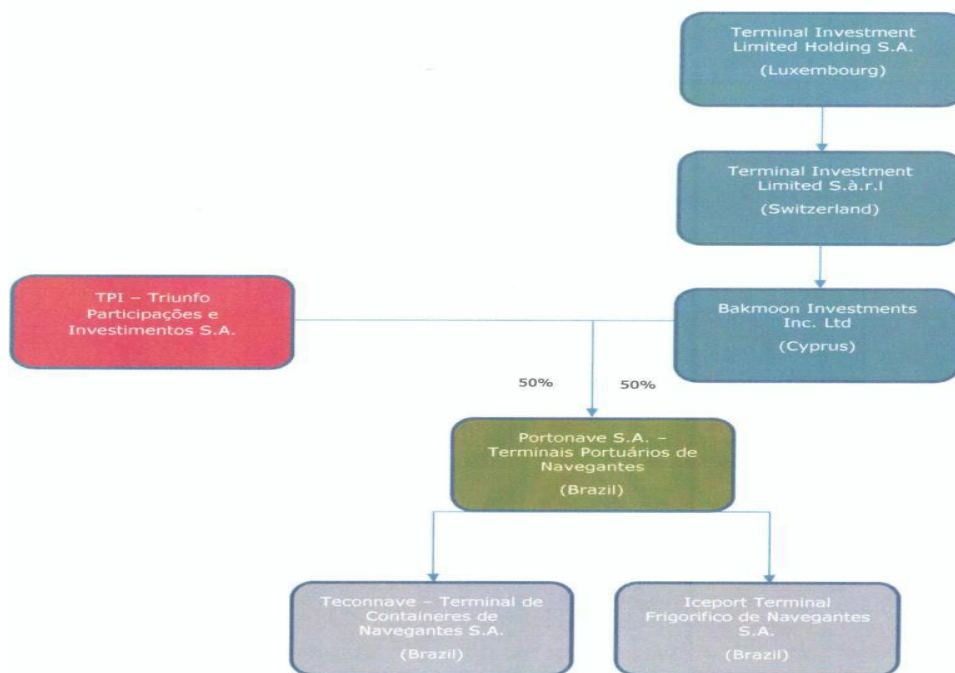 Terminal Investment
Limited Holding S.A.
(Luxembourg)
Terminal Investment
Limited S.à.r.l
(Switzerland)
TPI – Triunfo
Participações e
Investimentos S.A.
Bakmoon Investments
Inc. Ltd
(Cyprus)
50%
50%
Portonave S.A. –
Terminais Portuários de
Navegantes
(Brazil)
Teconnave – Terminal de
Containeres de
Navegantes S.A.
(Brazil)
Iceport Terminal
Frigorifico de Navegantes
S.A.
(Brazil)